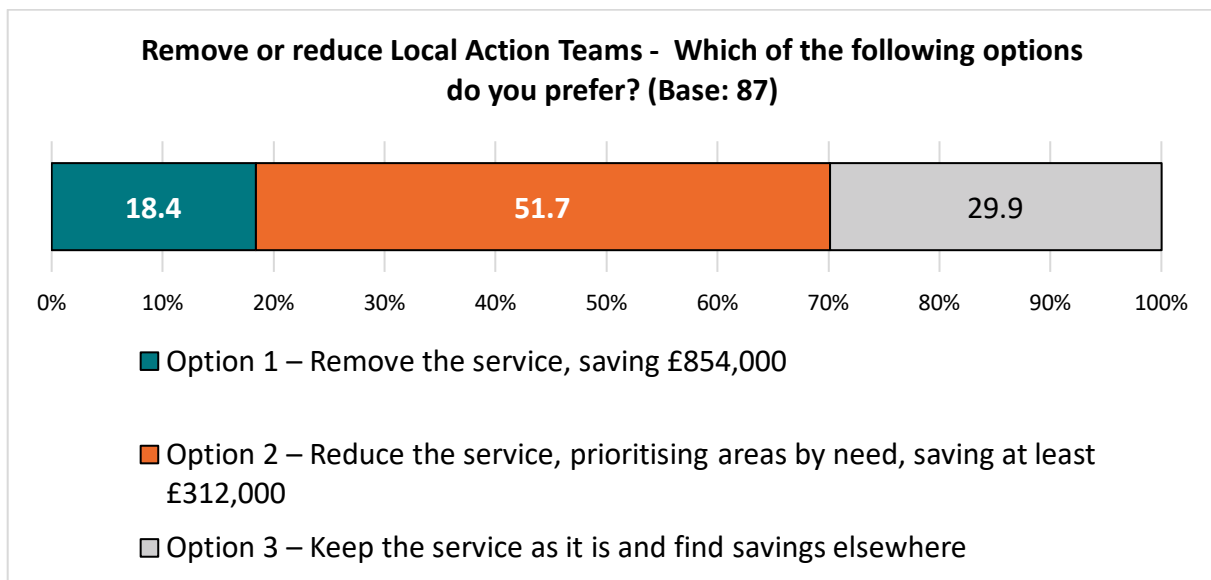 Remove or reduce Local Action Teams - Which of the following options
do you prefer? (Base: 87)
18.4 51.7 29.9
0% 10% 20% 30% 40% 50% 60% 70% 80% 90% 100%
Option 1 – Remove the service, saving £854,000
Option 2 – Reduce the service, prioritising areas by need, saving at least
£312,000
Option 3 – Keep the service as it is and find savings elsewhere